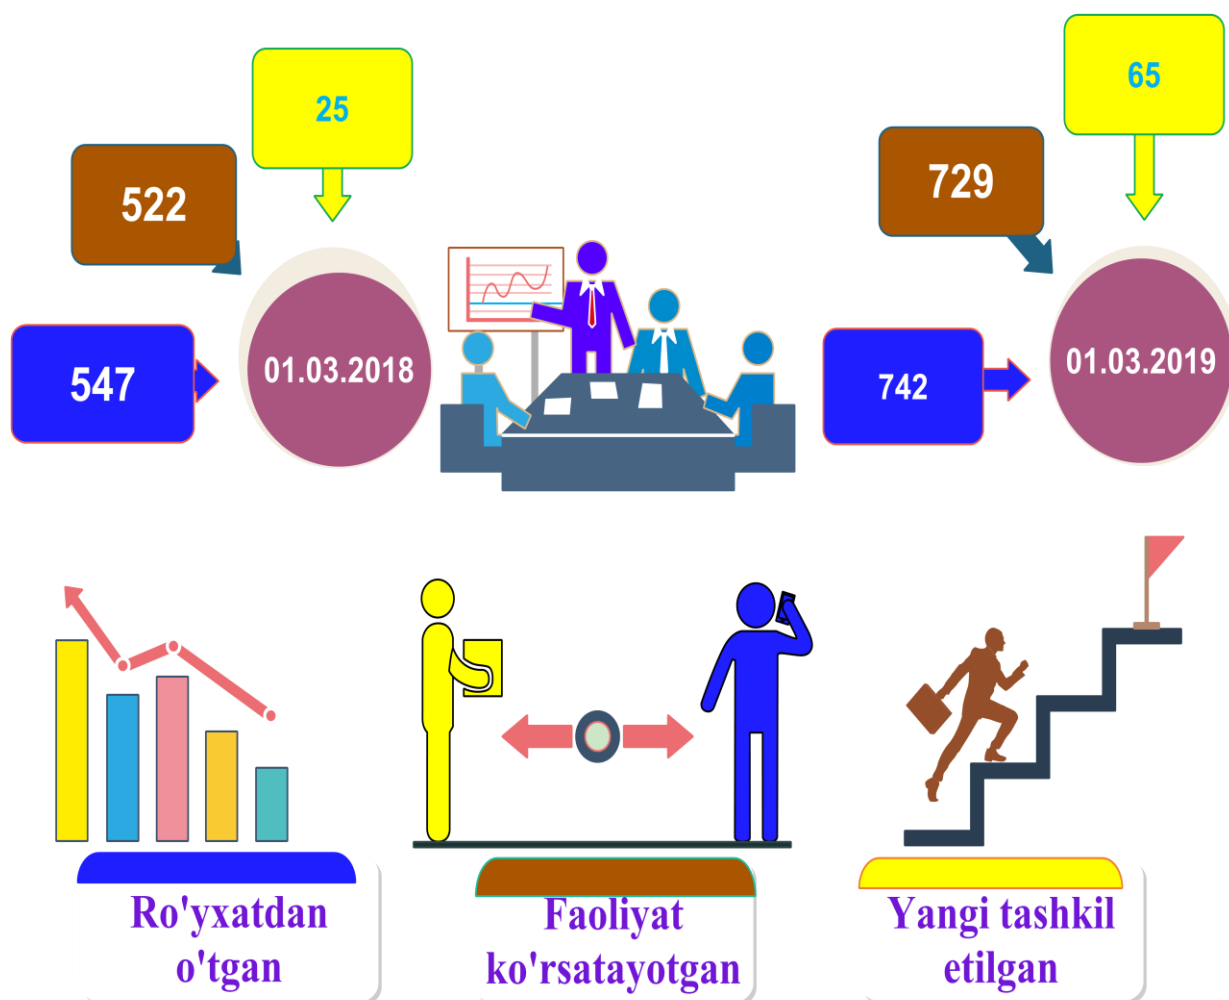 25
65
522
729
547
01.03.2018
742
01.03.2019
Ro'yxatdan
o'tgan
Faoliyat
ko'rsatayotgan
Yangi tashkil
etilgan